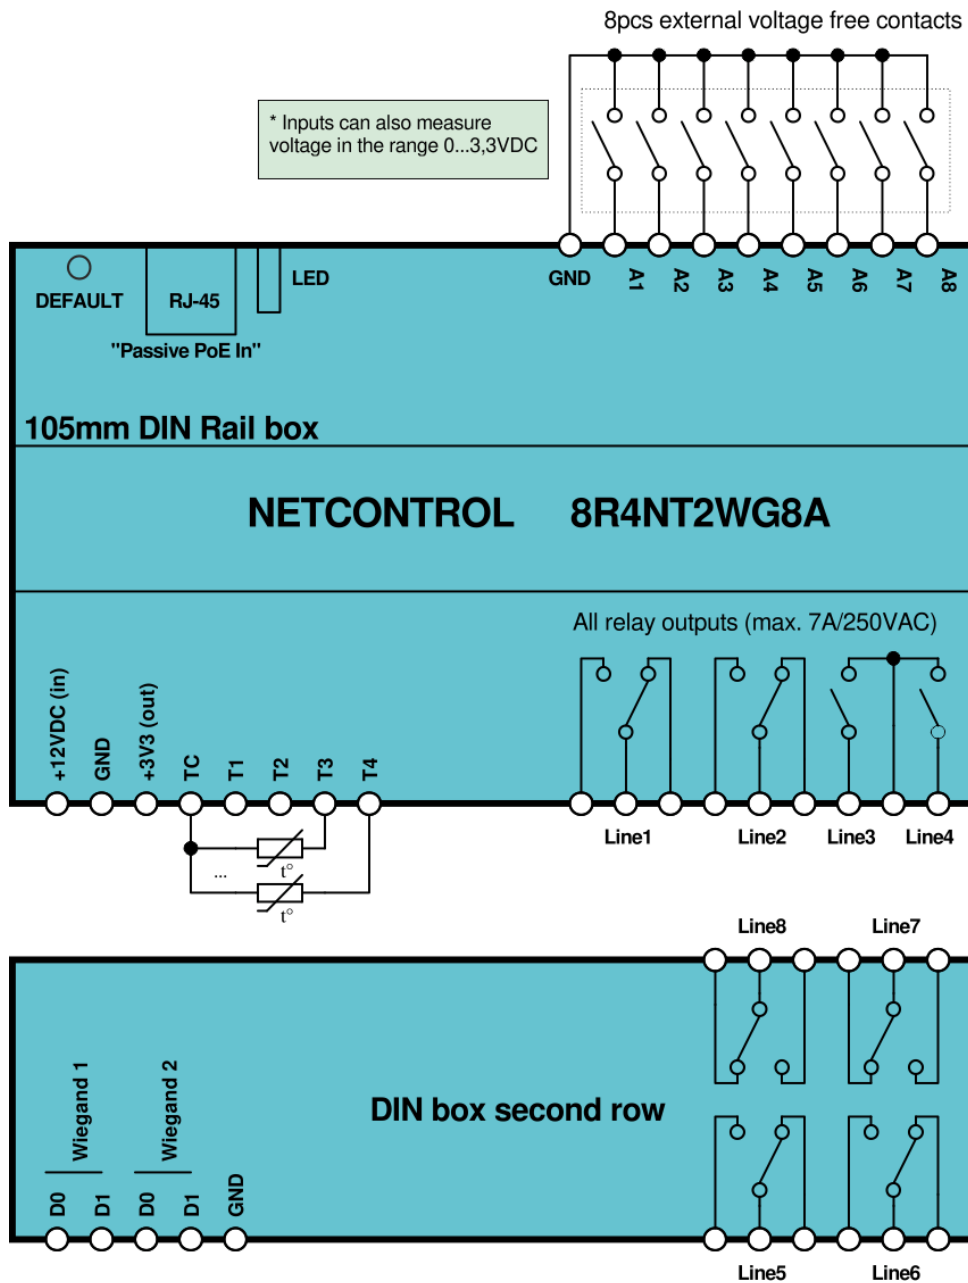 8pcs external voltage free contacts
* Inputs can also measure
voltage in the range 0...3,3VDC
DEFAULT
RJ-45
LED
"Passive PoE In"
GND
A1
A2
A3
A4
A5
A6
A7
A8
105mm DIN Rail box
NETCONTROL 8R4NT2WG8A
All relay outputs (max. 7A/250VAC)
+12VDC (in)
GND
+3V3 (out)
TC
T1
T2
T3
T4
Line1
Line2
Line3
Line4
t°
...
t°
Line8
Line7
DIN box second row
Wiegand 1
Wiegand 2
D0
D1
D0
D1
GND
Line5
Line6